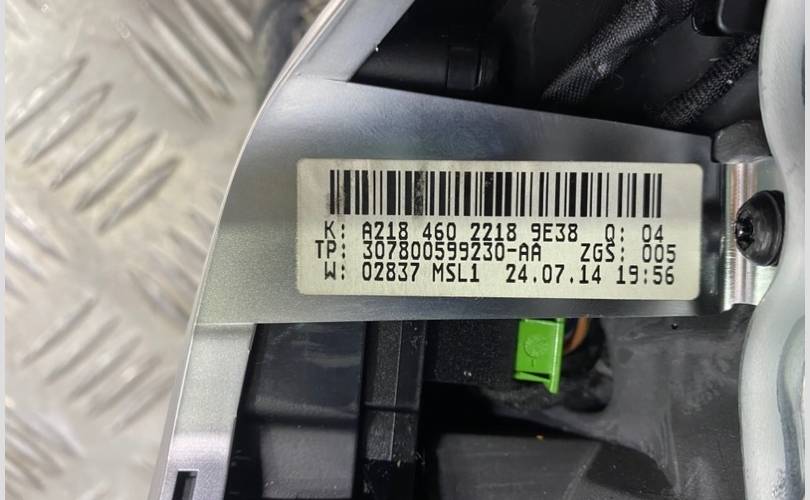 K: A218 460 2218 9E38 Q: 04
TP: 307800599230-AA ZGS: 005
W: 02837 MSL1 24.07.14 19:56